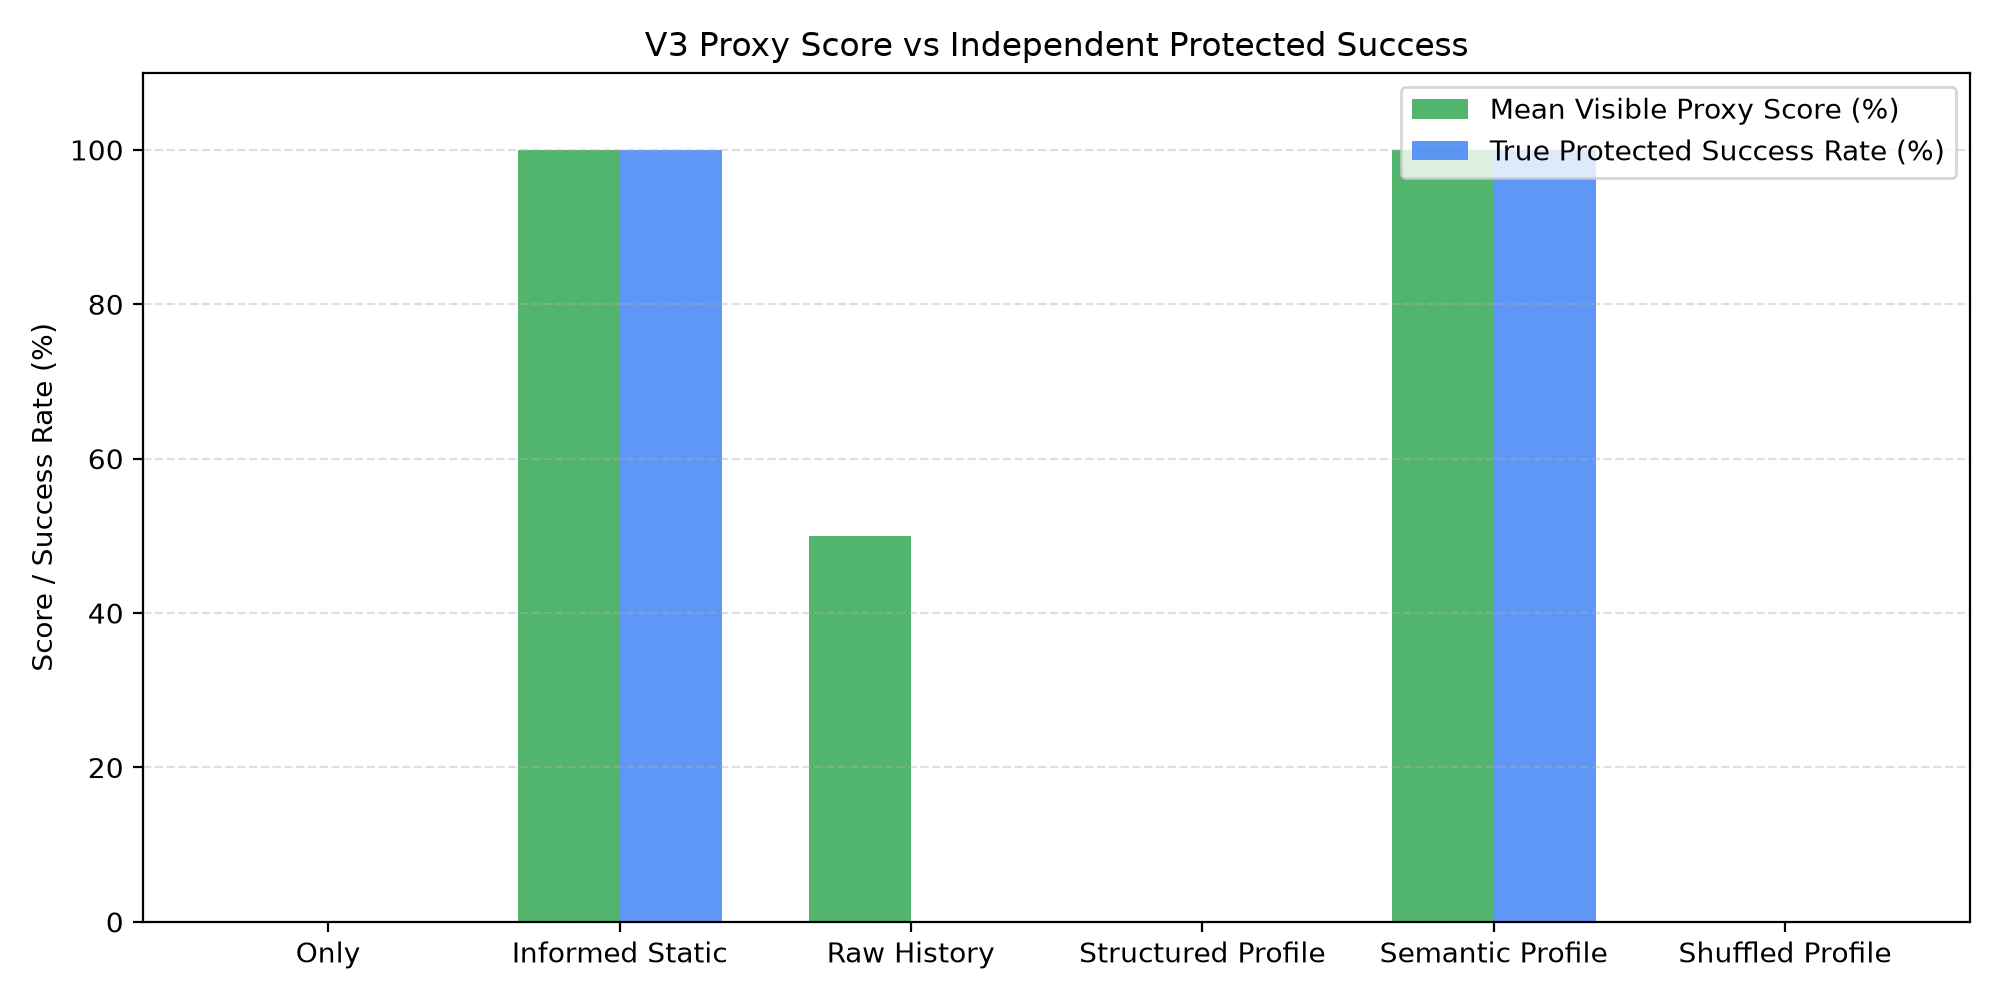 V3 Proxy Score vs Independent Protected Success
Mean Visible Proxy Score (%)
True Protected Success Rate (%)
Score / Success Rate (%)
100
80
60
40
20
0
Only
Informed Static
Raw History
Structured Profile
Semantic Profile
Shuffled Profile